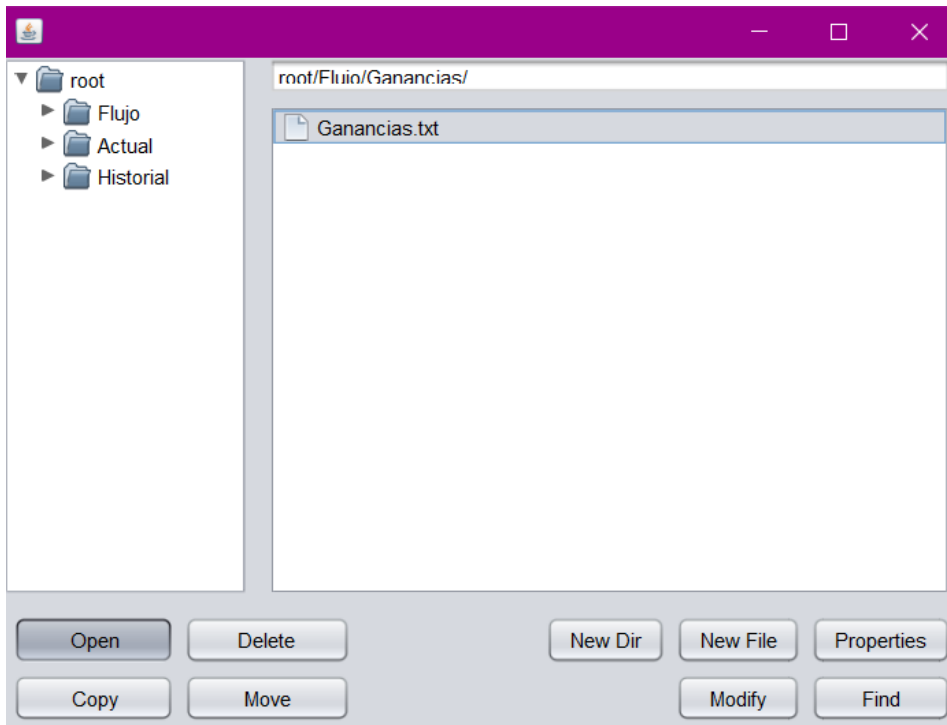 root
Flujo
Actual
Historial
root/Flujo/Ganancias/
Ganancias.txt
Open
Delete
New Dir
New File
Properties
Copy
Move
Modify
Find